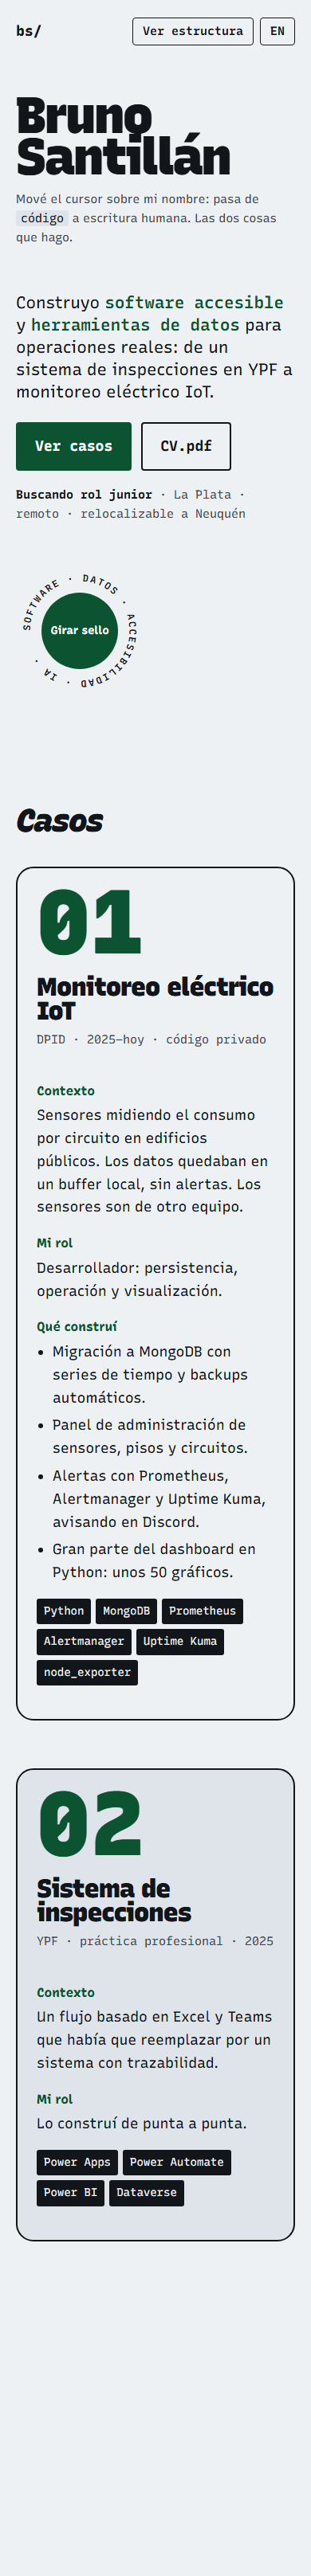 bs/
Ver estructura
EN
Bruno
Santillán
Mové el cursor sobre mi nombre: pasa de
código a escritura humana. Las dos cosas
que hago.
Construyo software accesible
y herramientas de datos para
operaciones reales: de un
sistema de inspecciones en YPF a
monitoreo eléctrico IoT.
Ver casos
CV.pdf
Buscando rol junior · La Plata ·
remoto · relocalizable a Neuquén
SOFTWARE · DATOS · ACCESIBILIDAD · IA ·
Girar sello
Casos
01
Monitoreo eléctrico
IoT
DPID · 2025–hoy · código privado
Contexto
Sensores midiendo el consumo
por circuito en edificios
públicos. Los datos quedaban en
un buffer local, sin alertas. Los
sensores son de otro equipo.
Mi rol
Desarrollador: persistencia,
operación y visualización.
Qué construí
• Migración a MongoDB con
series de tiempo y backups
automáticos.
• Panel de administración de
sensores, pisos y circuitos.
• Alertas con Prometheus,
Alertmanager y Uptime Kuma,
avisando en Discord.
• Gran parte del dashboard en
Python: unos 50 gráficos.
Python MongoDB Prometheus
Alertmanager Uptime Kuma
node_exporter
02
Sistema de
inspecciones
YPF · práctica profesional · 2025
Contexto
Un flujo basado en Excel y Teams
que había que reemplazar por un
sistema con trazabilidad.
Mi rol
Lo construí de punta a punta.
Power Apps Power Automate
Power BI Dataverse